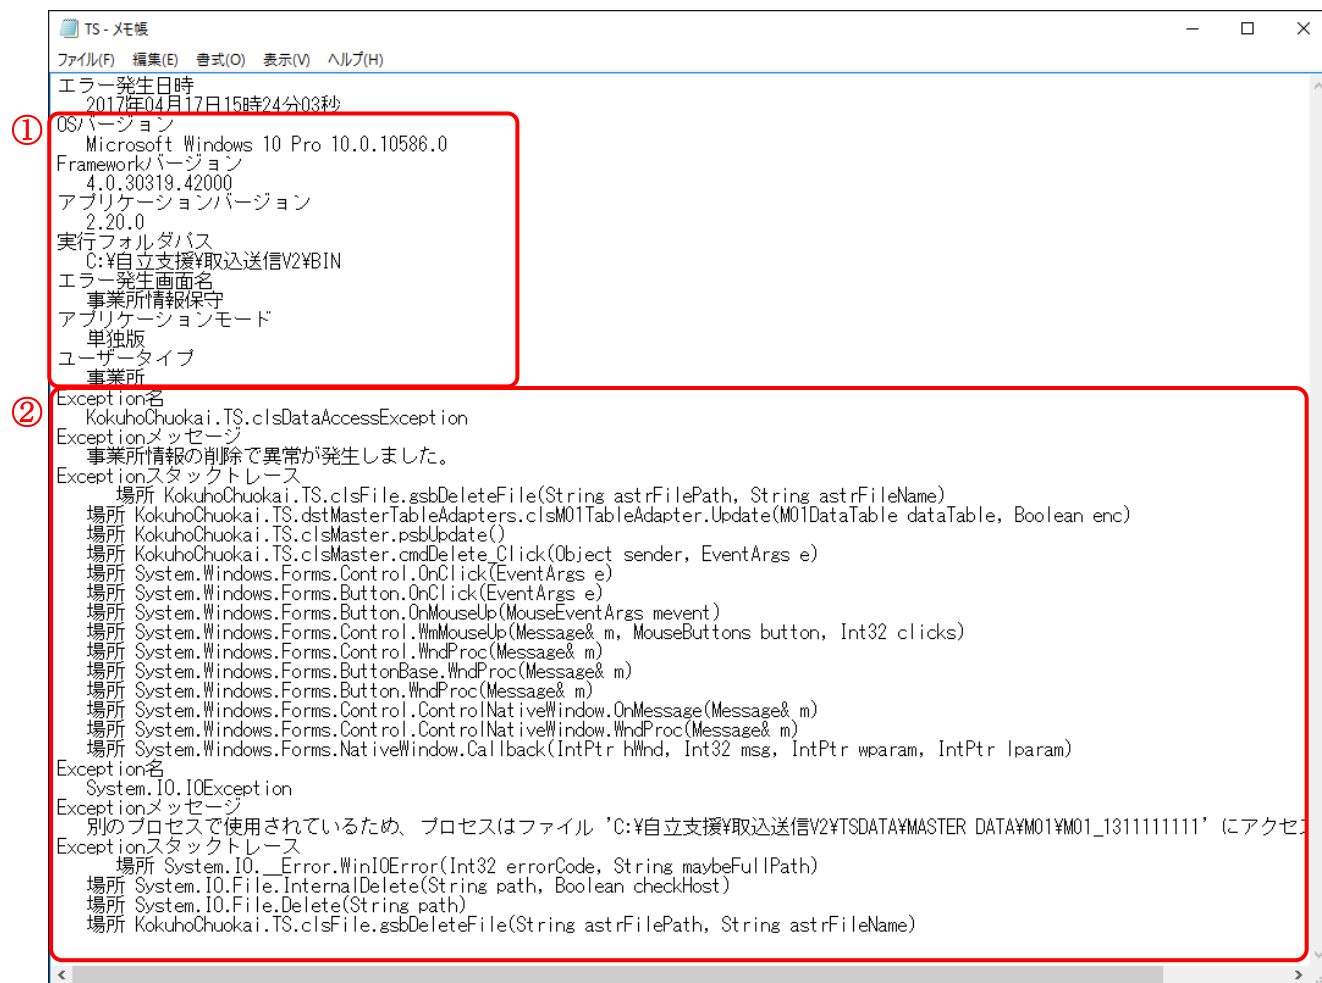 TS - メモ帳
ファイル(F) 編集(E) 書式(O) 表示(V) ヘルプ(H)
エラー発生日時
2017年04月17日15時24分03秒
①
OSバージョン
Microsoft Windows 10 Pro 10.0.10586.0
Frameworkバージョン
4.0.30319.42000
アプリケーションバージョン
2.20.0
実行フォルダパス
C:¥自立支援¥取込送信V2¥BIN
エラー発生画面名
事業所情報保守
アプリケーションモード
単独版
ユーザータイプ
事業所
②
Exception名
KokuhoChuokai.TS.clsDataAccessException
Exceptionメッセージ
事業所情報の削除で異常が発生しました。
Exceptionスタックトレース
場所 KokuhoChuokai.TS.clsFile.gsbDeleteFile(String astrFilePath, String astrFileName)
場所 KokuhoChuokai.TS.dstMasterTableAdapters.clsM01TableAdapter.Update(M01DataTable dataTable, Boolean enc)
場所 KokuhoChuokai.TS.clsMaster.psbUpdate()
場所 KokuhoChuokai.TS.clsMaster.cmdDelete_Click(Object sender, EventArgs e)
場所 System.Windows.Forms.Control.OnClick(EventArgs e)
場所 System.Windows.Forms.Button.OnClick(EventArgs e)
場所 System.Windows.Forms.Button.OnMouseUp(MouseEventArgs mevent)
場所 System.Windows.Forms.Control.WmMouseUp(Message& m, MouseButtons button, Int32 clicks)
場所 System.Windows.Forms.Control.WndProc(Message& m)
場所 System.Windows.Forms.ButtonBase.WndProc(Message& m)
場所 System.Windows.Forms.Button.WndProc(Message& m)
場所 System.Windows.Forms.Control.ControlNativeWindow.OnMessage(Message& m)
場所 System.Windows.Forms.Control.ControlNativeWindow.WndProc(Message& m)
場所 System.Windows.Forms.NativeWindow.Callback(IntPtr hWnd, Int32 msg, IntPtr wparam, IntPtr lparam)
Exception名
System.IO.IOException
Exceptionメッセージ
別のプロセスで使用されているため、プロセスはファイル 'C:¥自立支援¥取込送信V2¥TSDATA¥MASTER DATA¥M01¥M01_1311111111' にアクセス
Exceptionスタックトレース
場所 System.IO.__Error.WinIOError(Int32 errorCode, String maybeFullPath)
場所 System.IO.File.InternalDelete(String path, Boolean checkHost)
場所 System.IO.File.Delete(String path)
場所 KokuhoChuokai.TS.clsFile.gsbDeleteFile(String astrFilePath, String astrFileName)